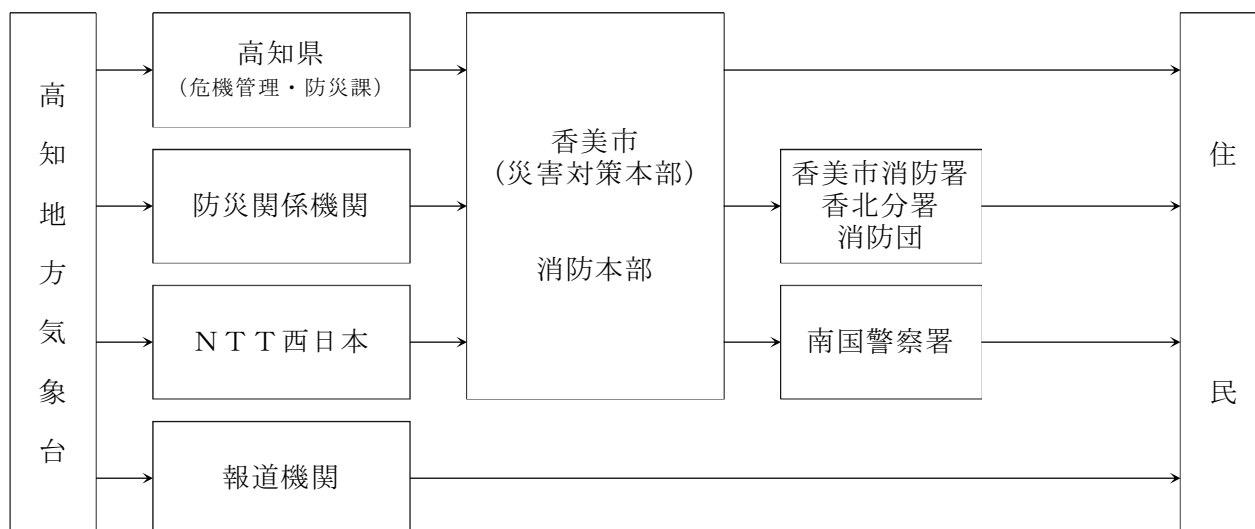 高知地方気象台
高知県
（危機管理・防災課）
防災関係機関
ＮＴＴ西日本
報道機関
香美市
（災害対策本部）
消防本部
香美市消防署
香北分署
消防団
南国警察署
住民